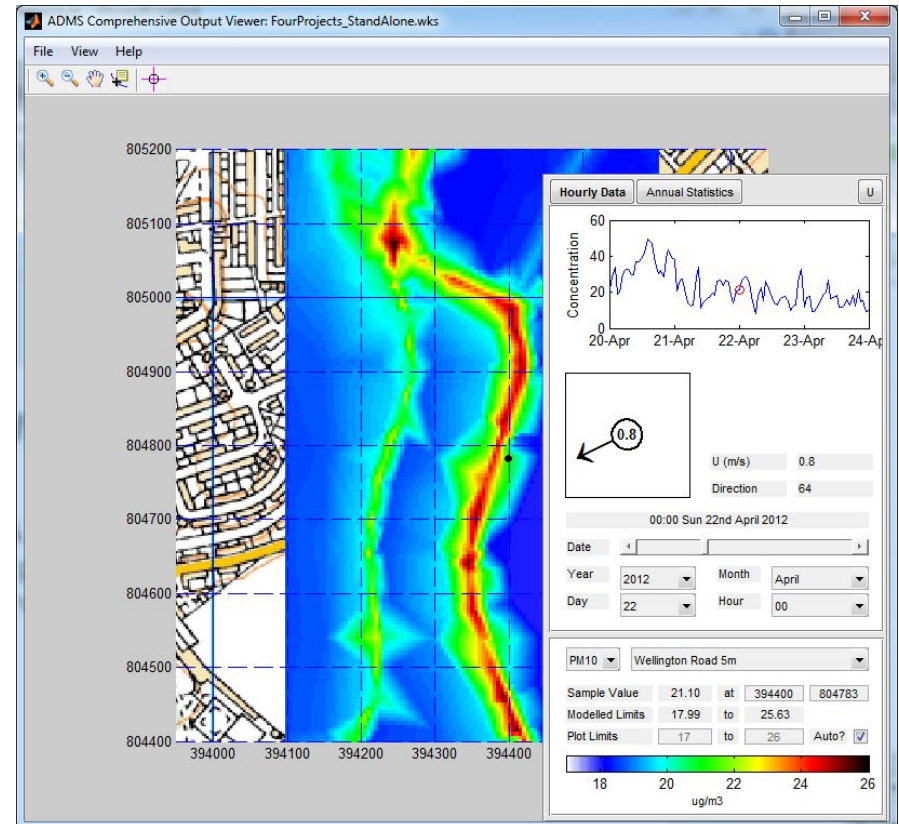 ADMS Comprehensive Output Viewer: FourProjects_StandAlone.wks
File View Help
805200
805100
805000
804900
804800
804700
804600
804500
804400
394000 394100 394200 394300 394400
Hourly Data Annual Statistics U
Concentration
60
40
20
0
20-Apr 21-Apr 22-Apr 23-Apr 24-Ap
0.8
U (m/s) 0.8
Direction 64
00:00 Sun 22nd April 2012
Date
Year 2012 Month April
Day 22 Hour 00
PM10 Wellington Road 5m
Sample Value 21.10 at 394400 804783
Modelled Limits 17.99 to 25.63
Plot Limits 17 to 26 Auto?
18 20 22 24 26
ug/m3